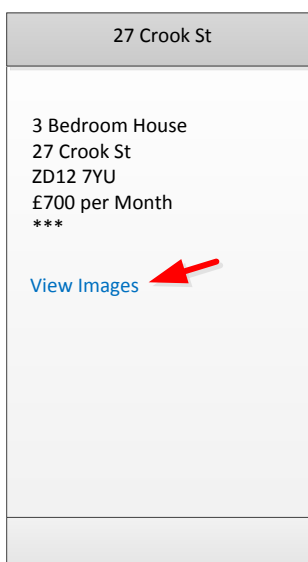 27 Crook St
3 Bedroom House
27 Crook St
ZD12 7YU
£700 per Month
***
View Images